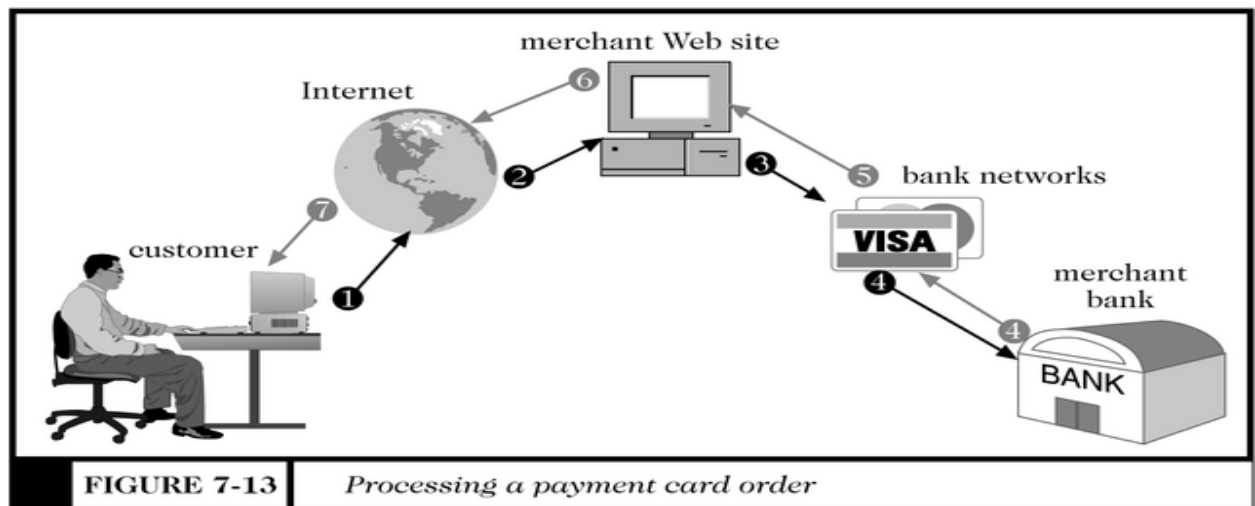 merchant Web site
6
Internet
2
3
5
bank networks
7
VISA
customer
4
merchant
bank
1
4
BANK
FIGURE 7-13
Processing a payment card order